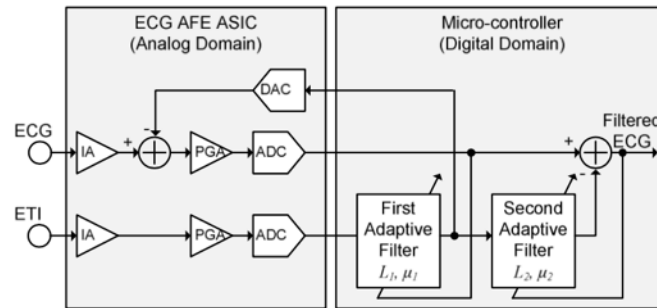 ECG AFE ASIC
(Analog Domain)
Micro-controller
(Digital Domain)
DAC
Filtered
ECG
ECG
+
-
IA
PGA
ADC
+
-
ETI
IA
PGA
ADC
First
Adaptive
Filter
L1, μ1
Second
Adaptive
Filter
L2, μ2